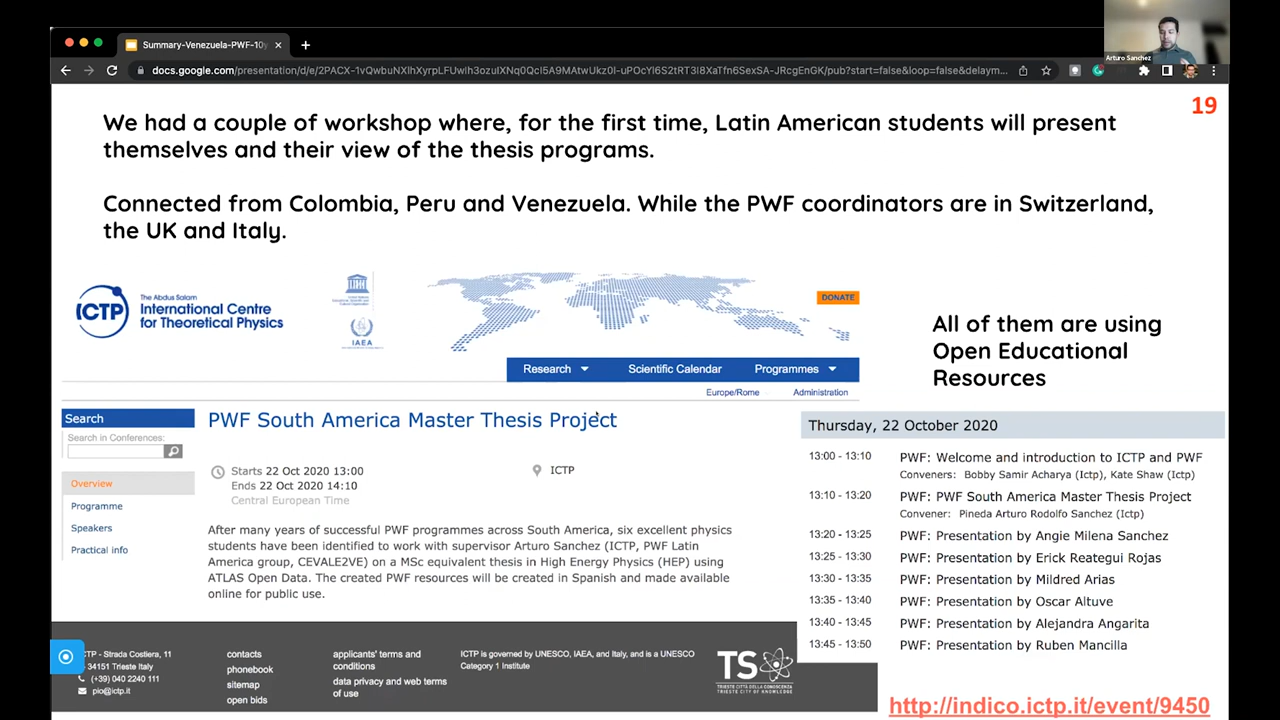 Summary-Venezuela-PWF-10y
Arturo Sanchez
19
We had a couple of workshop where, for the first time, Latin American students will present
themselves and their view of the thesis programs.
Connected from Colombia, Peru and Venezuela. While the PWF coordinators are in Switzerland,
the UK and Italy.
ICTP
The Abdus Salam
International Centre
for Theoretical Physics
IAEA
DONATE
Research
Scientific Calendar
Programmes
Europe/Rome
Administration
All of them are using
Open Educational
Resources
Search
Search in Conferences:
Overview
Programme
Speakers
Practical info
PWF South America Master Thesis Project
Starts 22 Oct 2020 13:00
Ends 22 Oct 2020 14:10
Central European Time
ICTP
After many years of successful PWF programmes across South America, six excellent physics
students have been identified to work with supervisor Arturo Sanchez (ICTP, PWF Latin
America group, CEVALE2VE) on a MSc equivalent thesis in High Energy Physics (HEP) using
ATLAS Open Data. The created PWF resources will be created in Spanish and made available
online for public use.
Thursday, 22 October 2020
13:00 - 13:10 PWF: Welcome and introduction to ICTP and PWF
Conveners: Bobby Samir Acharya (Ictp), Kate Shaw (Ictp)
13:10 - 13:20 PWF: PWF South America Master Thesis Project
Convener: Pineda Arturo Rodolfo Sanchez (Ictp)
13:20 - 13:25 PWF: Presentation by Angie Milena Sanchez
13:25 - 13:30 PWF: Presentation by Erick Reategui Rojas
13:30 - 13:35 PWF: Presentation by Mildred Arias
13:35 - 13:40 PWF: Presentation by Oscar Altuve
13:40 - 13:45 PWF: Presentation by Alejandra Angarita
13:45 - 13:50 PWF: Presentation by Ruben Mancilla
ICTP - Strada Costiera, 11
34151 Trieste Italy
(+39) 040 2240 111
pio@ictp.it
contacts
phonebook
sitemap
open bids
applicants' terms and
conditions
data privacy and web terms
of use
ICTP is governed by UNESCO, IAEA, and Italy, and is a UNESCO
Category 1 Institute
TS
TRIESTE CITTÀ DELLA CONOSCENZA
TRIESTE CITY OF KNOWLEDGE
http://indico.ictp.it/event/9450